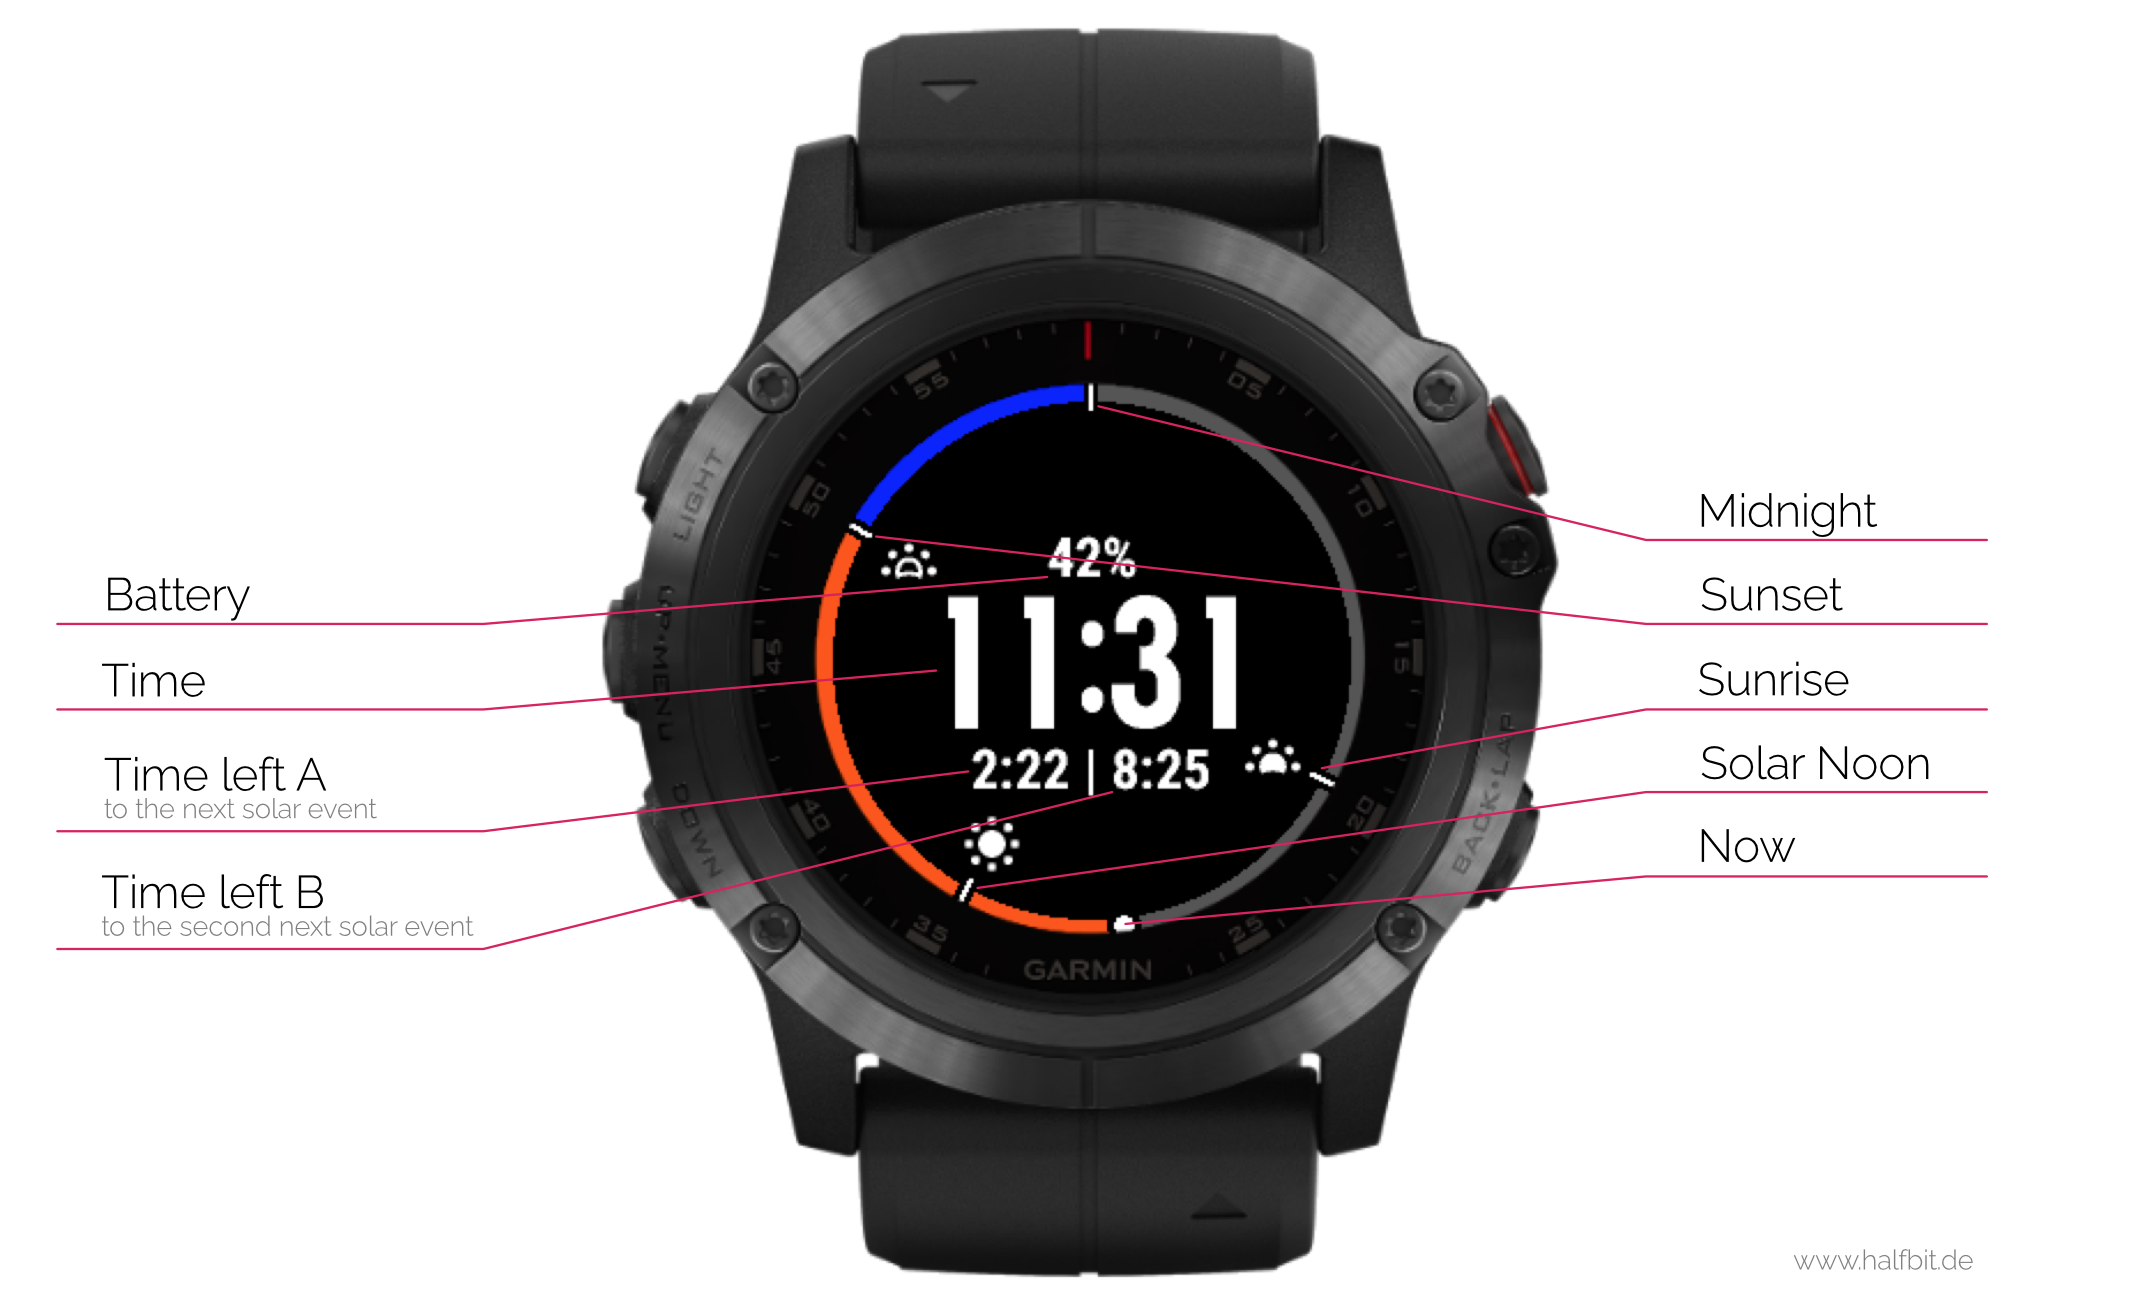 Battery
Time
Time left A
to the next solar event
Time left B
to the second next solar event
55
05
50
10
45
15
40
20
35
25
LIGHT
UP•MENU
DOWN
BACK•LAP
42%
11:31
2:22 | 8:25
GARMIN
Midnight
Sunset
Sunrise
Solar Noon
Now
www.halfbit.de